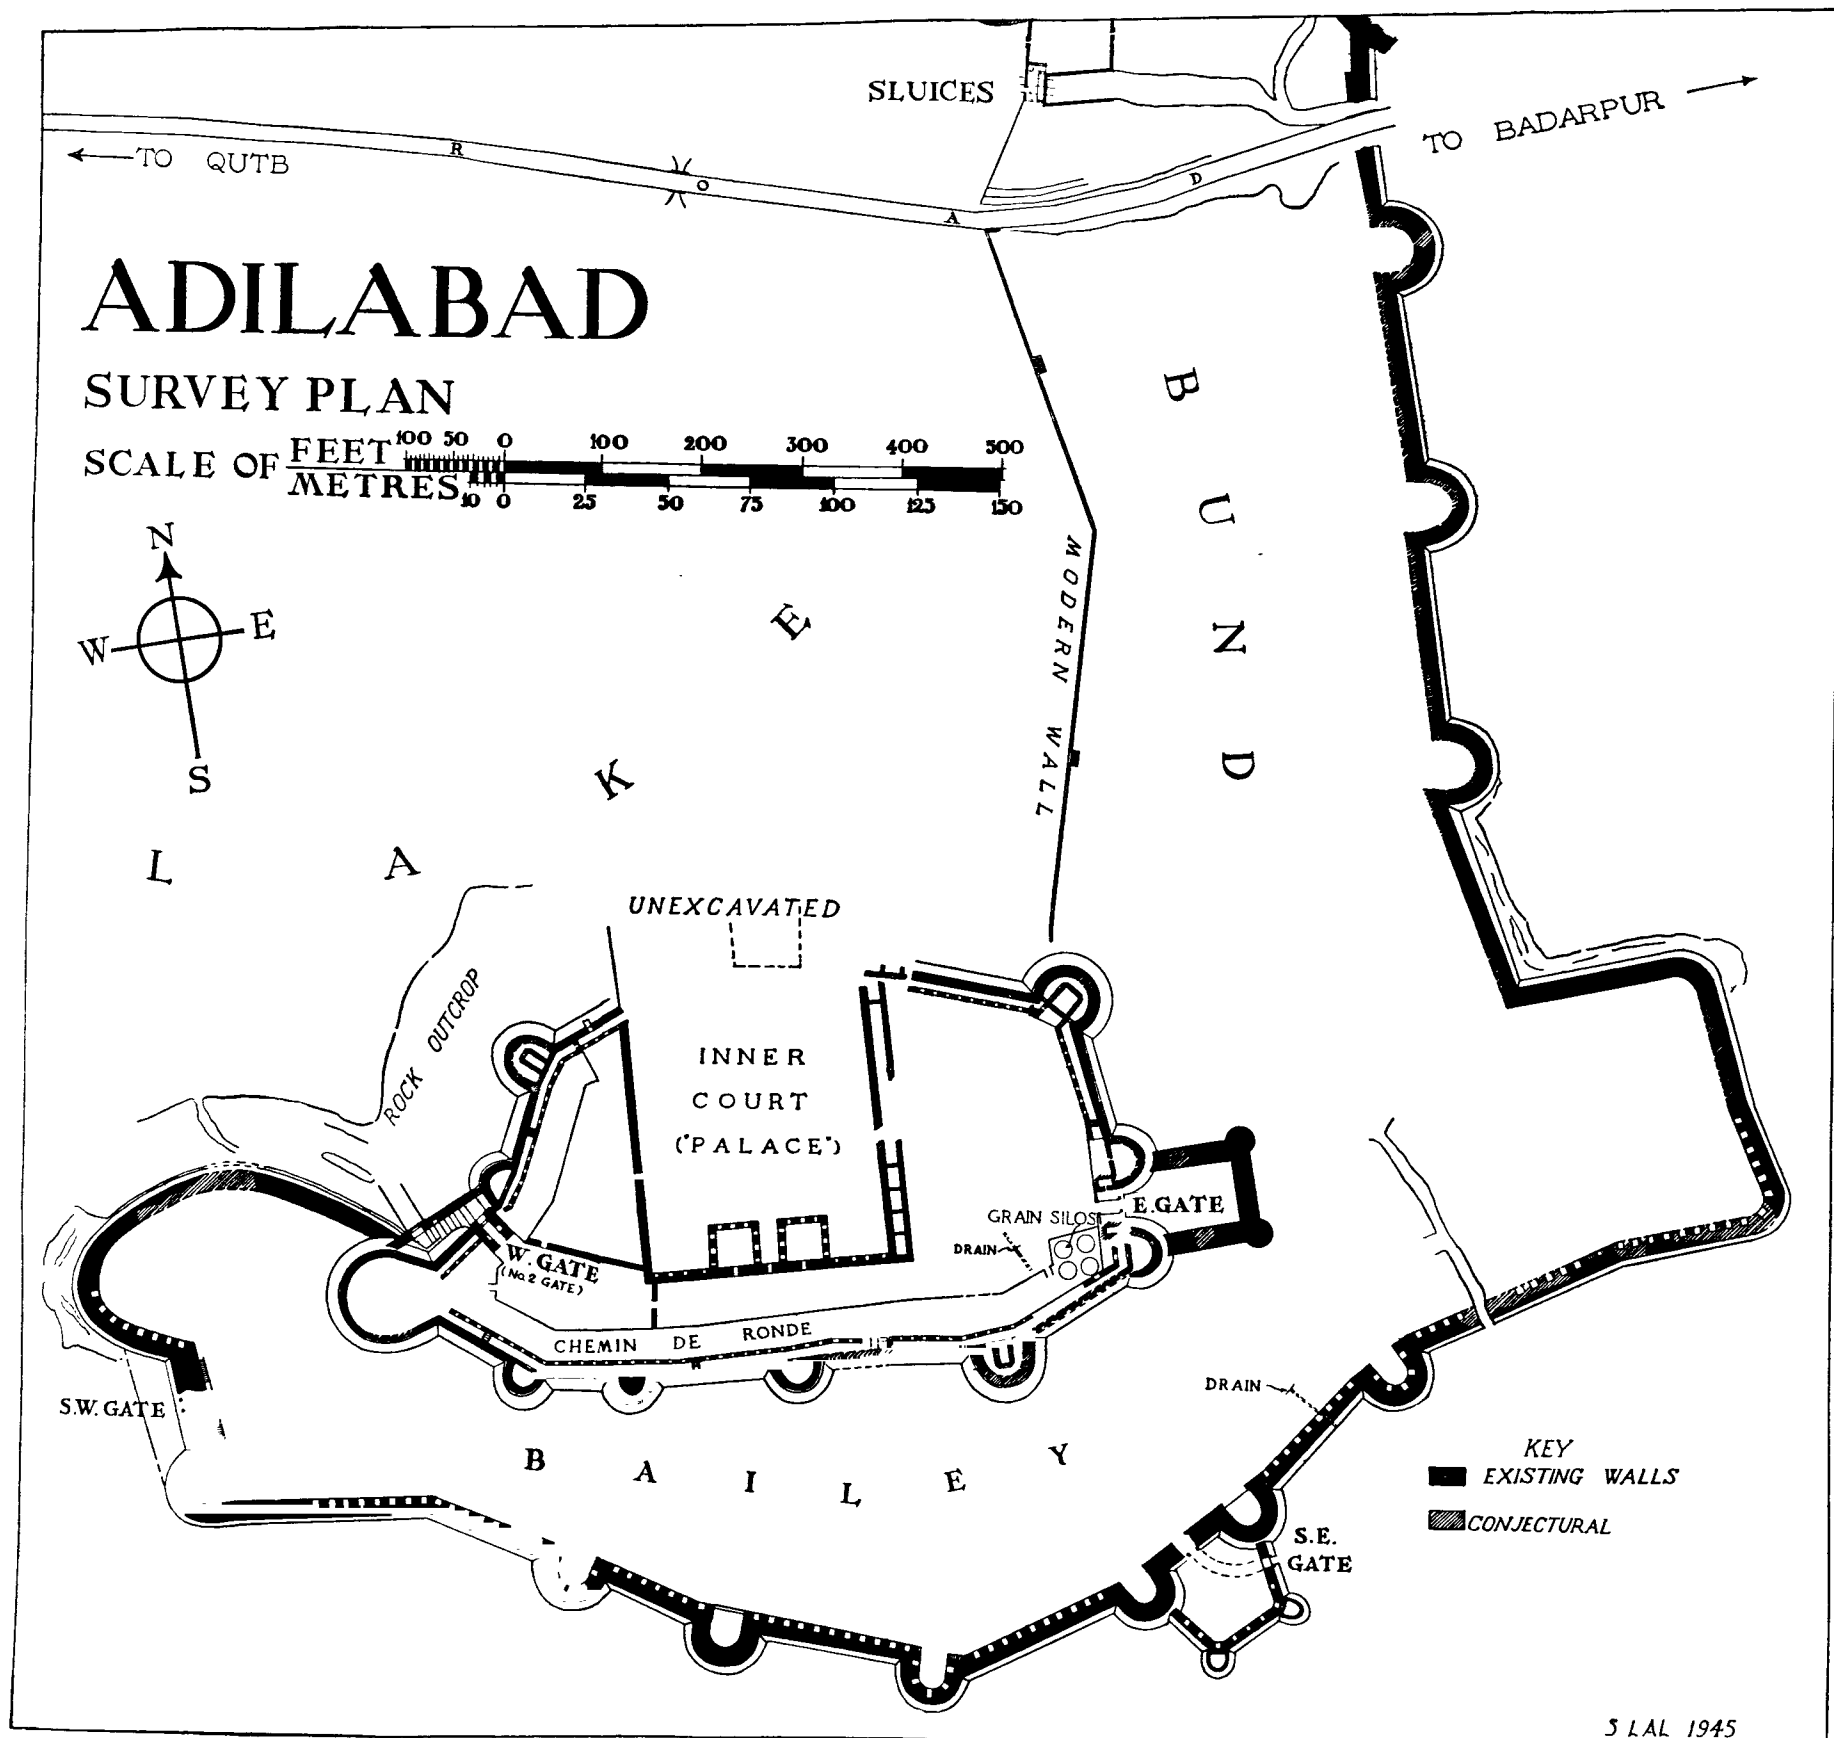 SLUICES
TO BADARPUR
TO QUTB
R O A D
ADILABAD
SURVEY PLAN
SCALE OF FEET METRES
100 50 0 100 200 300 400 500
10 0 25 50 75 100 125 150
N
W E
S
B U N D
MODERN WALL
L A K E
UNEXCAVATED
ROCK OUTCROP
INNER
COURT
("PALACE")
GRAIN SILOS
E. GATE
DRAIN
W. GATE
(No. 2 GATE)
CHEMIN DE RONDE
S.W. GATE
DRAIN
B A I L E Y
KEY
EXISTING WALLS
CONJECTURAL
S.E.
GATE
S LAL 1945